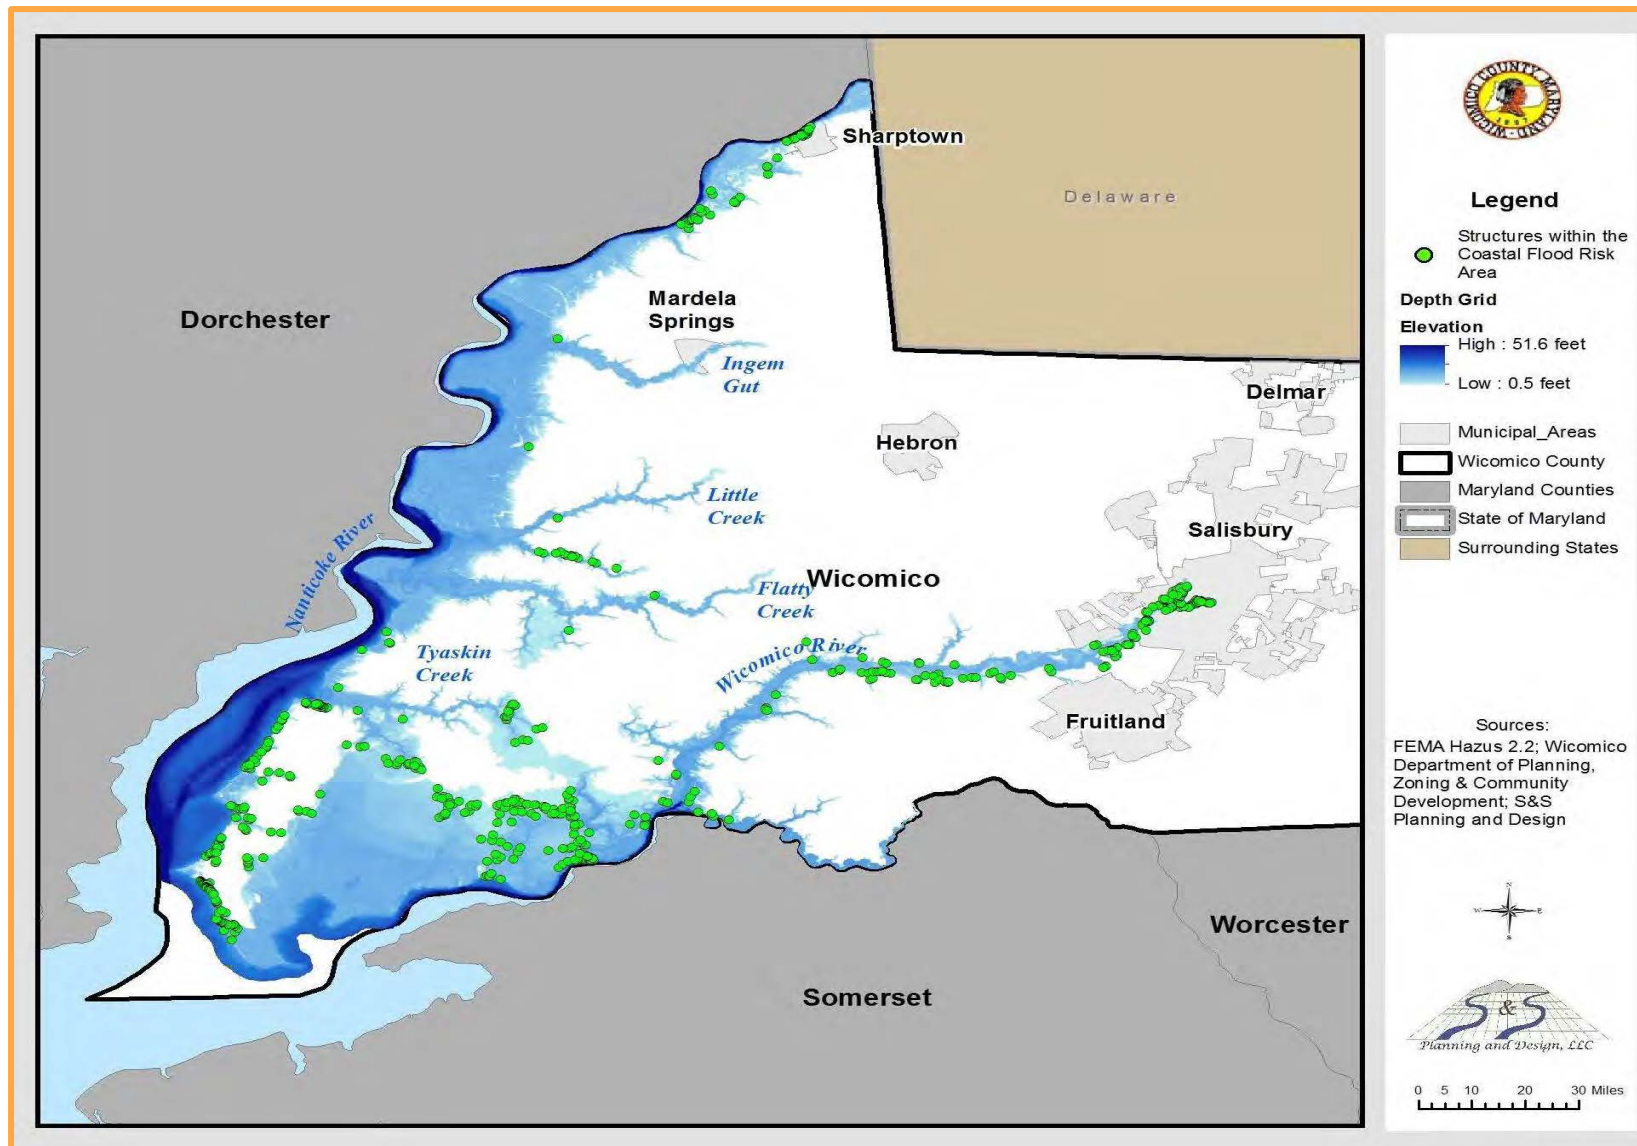 Sharptown
Delaware
Dorchester
Mardela
Springs
Ingem
Gut
Delmar
Hebron
Little
Creek
Salisbury
Nanticoke River
Wicomico
Flatty
Creek
Tyaskin
Creek
Wicomico River
Fruitland
Worcester
Somerset
WICOMICO COUNTY MARYLAND
1867
Legend
Structures within the
Coastal Flood Risk
Area
Depth Grid
Elevation
High : 51.6 feet
Low : 0.5 feet
Municipal_Areas
Wicomico County
Maryland Counties
State of Maryland
Surrounding States
Sources:
FEMA Hazus 2.2; Wicomico
Department of Planning,
Zoning & Community
Development; S&S
Planning and Design
N
W E
S
S & S
Planning and Design, LLC
0 5 10 20 30 Miles